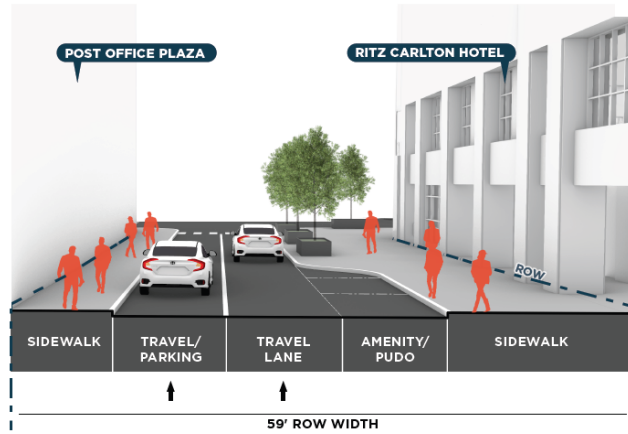 POST OFFICE PLAZA
RITZ CARLTON HOTEL
ROW
SIDEWALK
TRAVEL/
PARKING
TRAVEL
LANE
AMENITY/
PUDO
SIDEWALK
59' ROW WIDTH